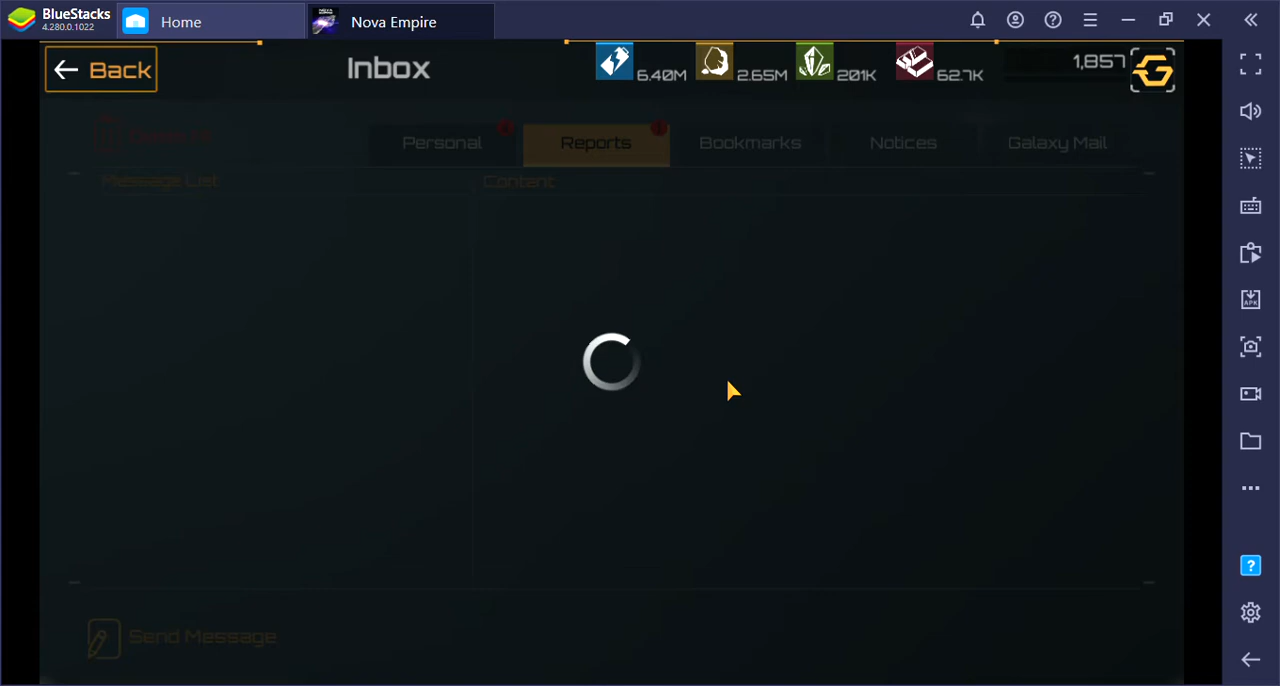 BlueStacks
4.280.0.1022
Home
Nova Empire
Back
Inbox
6.40M
2.65M
201K
62.7K
1,857
Personal
Reports
Bookmarks
Notices
Galaxy Mail
Message List
Content
Send Message
APK